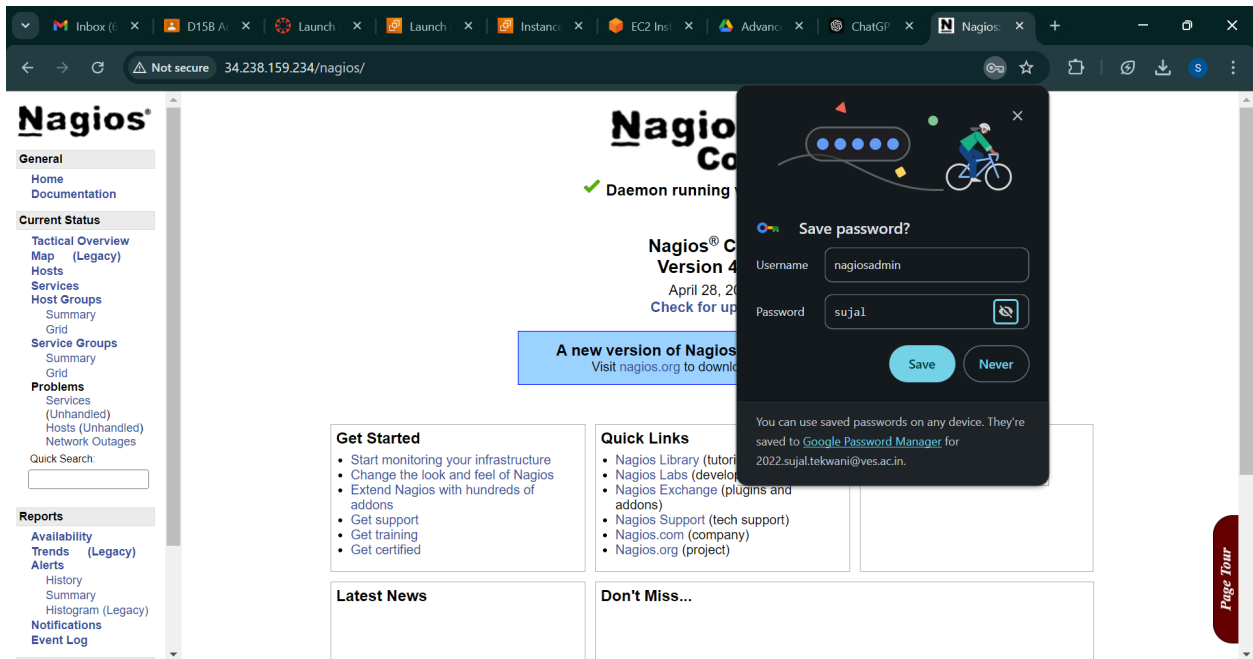 Inbox (6
D15B A
Launch
Launch
Instance
EC2 Inst
Advance
ChatGP
Nagios:
Not secure
34.238.159.234/nagios/
S
Nagios®
General
Home
Documentation
Current Status
Tactical Overview
Map (Legacy)
Hosts
Services
Host Groups
Summary
Grid
Service Groups
Summary
Grid
Problems
Services
(Unhandled)
Hosts (Unhandled)
Network Outages
Quick Search:
Reports
Availability
Trends (Legacy)
Alerts
History
Summary
Histogram (Legacy)
Notifications
Event Log
Nagio
Co
Daemon running
Nagios® C
Version 4
April 28, 20
Check for up
A new version of Nagios
Visit nagios.org to downlo
Get Started
Start monitoring your infrastructure
Change the look and feel of Nagios
Extend Nagios with hundreds of
addons
Get support
Get training
Get certified
Quick Links
Nagios Library (tutori
Nagios Labs (develop
Nagios Exchange (plugins and
addons)
Nagios Support (tech support)
Nagios.com (company)
Nagios.org (project)
Latest News
Don't Miss...
Save password?
Username
nagiosadmin
Password
sujal
Save
Never
You can use saved passwords on any device. They're
saved to Google Password Manager for
2022.sujal.tekwani@ves.ac.in.
Page Tour